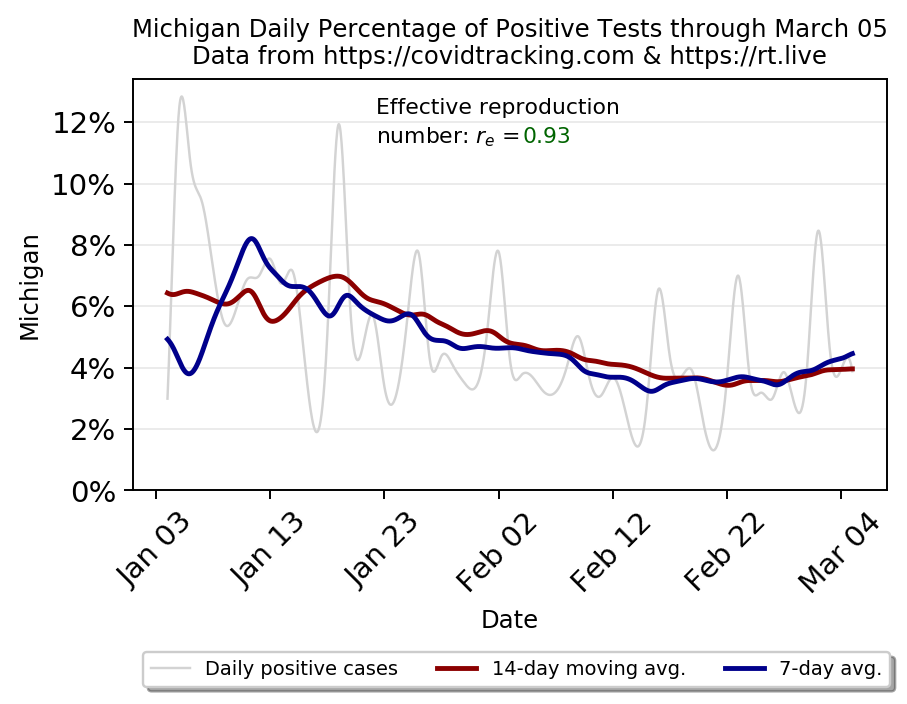 Michigan Daily Percentage of Positive Tests through March 05
Data from https://covidtracking.com & https://rt.live
Effective reproduction
number: rₑ =0.93
12%
10%
8%
6%
4%
2%
0%
Michigan
Jan 03
Jan 13
Jan 23
Feb 02
Feb 12
Feb 22
Mar 04
Date
Daily positive cases
14-day moving avg.
7-day avg.